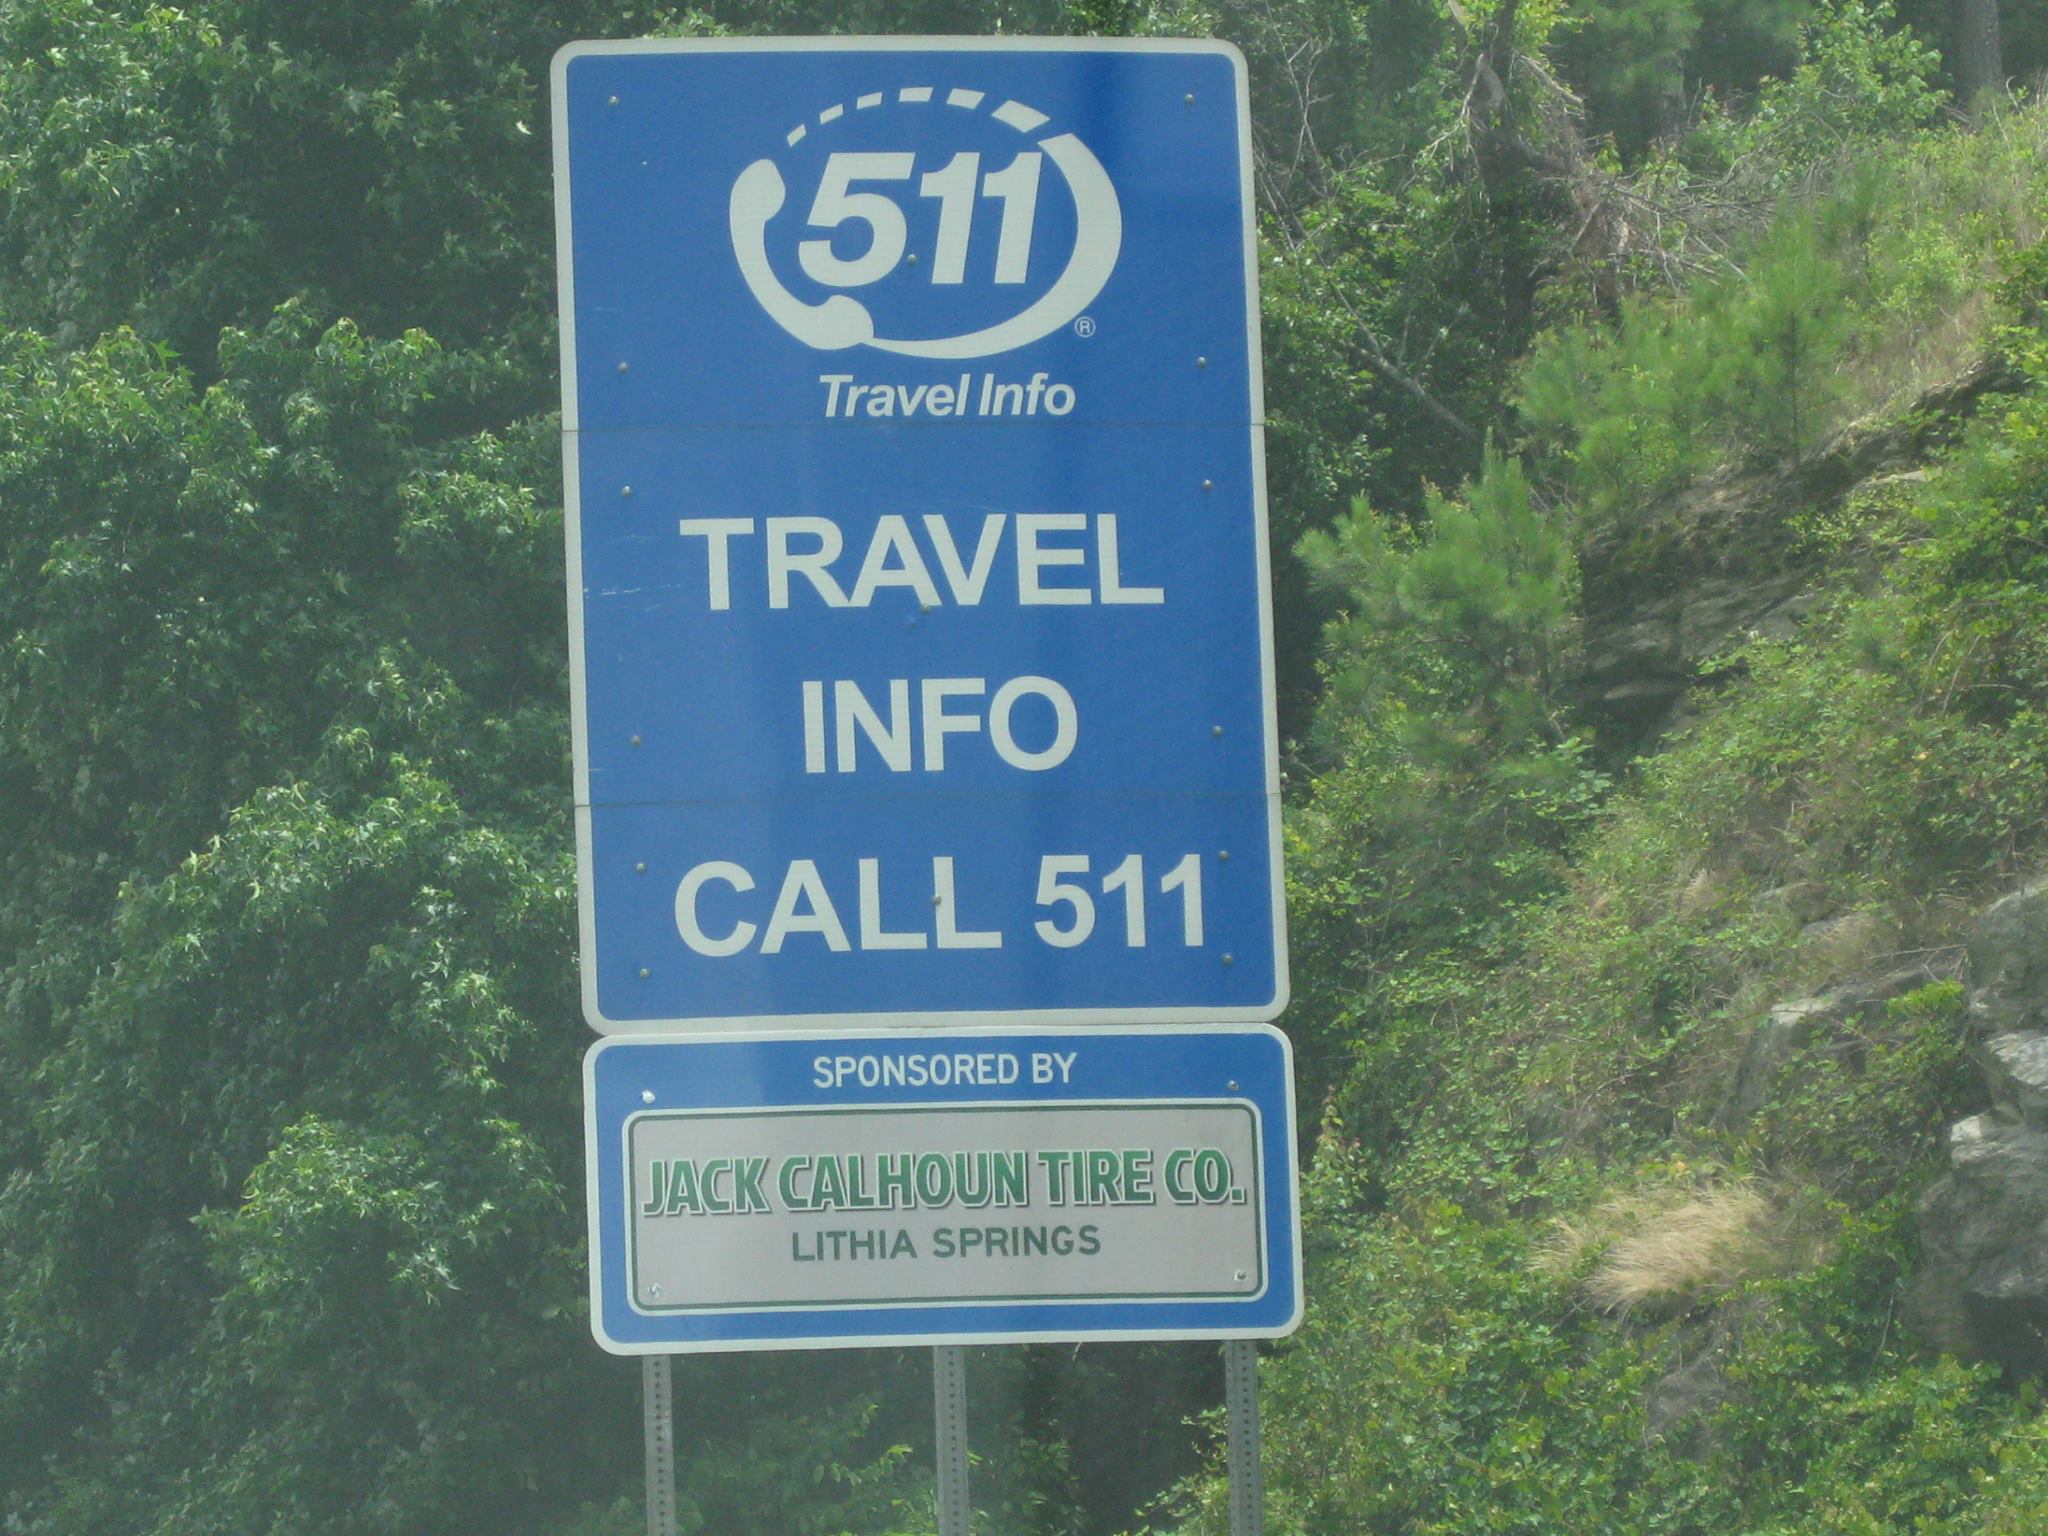 511
®
Travel Info
TRAVEL
INFO
CALL 511
SPONSORED BY
JACK CALHOUN TIRE CO.
LITHIA SPRINGS